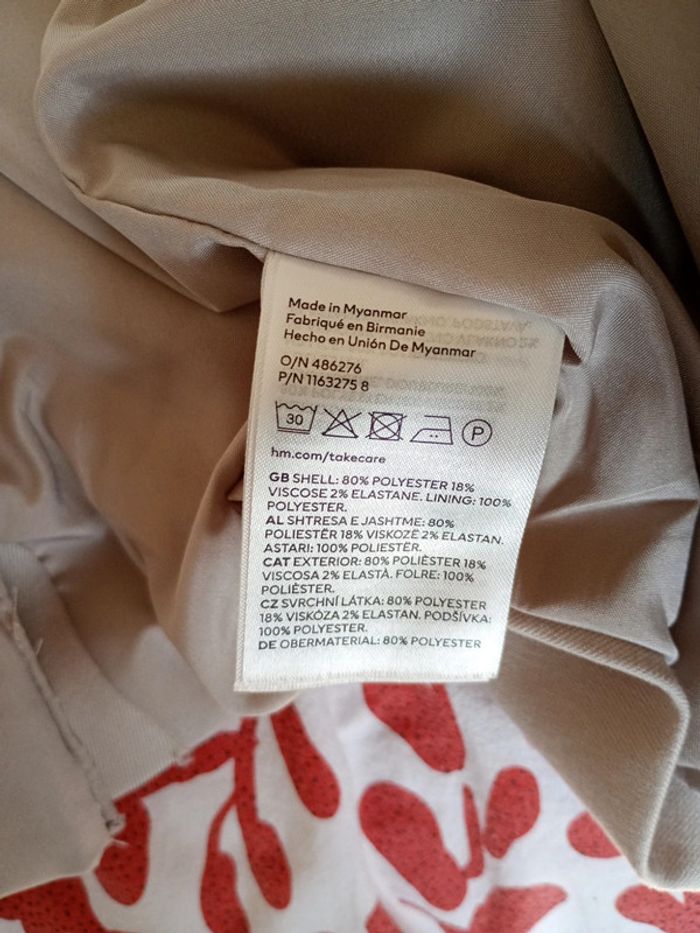 Made in Myanmar
Fabriqué en Birmanie
Hecho en Unión De Myanmar
O/N 486276
P/N 1163275 8
30
P
hm.com/takecare
GB SHELL: 80% POLYESTER 18%
VISCOSE 2% ELASTANE. LINING: 100%
POLYESTER.
AL SHTRESA E JASHTME: 80%
POLIESTËR 18% VISKOZË 2% ELASTAN.
ASTARI: 100% POLIESTËR.
CAT EXTERIOR: 80% POLIÈSTER 18%
VISCOSA 2% ELASTÀ. FOLRE: 100%
POLIÈSTER.
CZ SVRCHNÍ LÁTKA: 80% POLYESTER
18% VISKÓZA 2% ELASTAN. PODŠÍVKA:
100% POLYESTER.
DE OBERMATERIAL: 80% POLYESTER